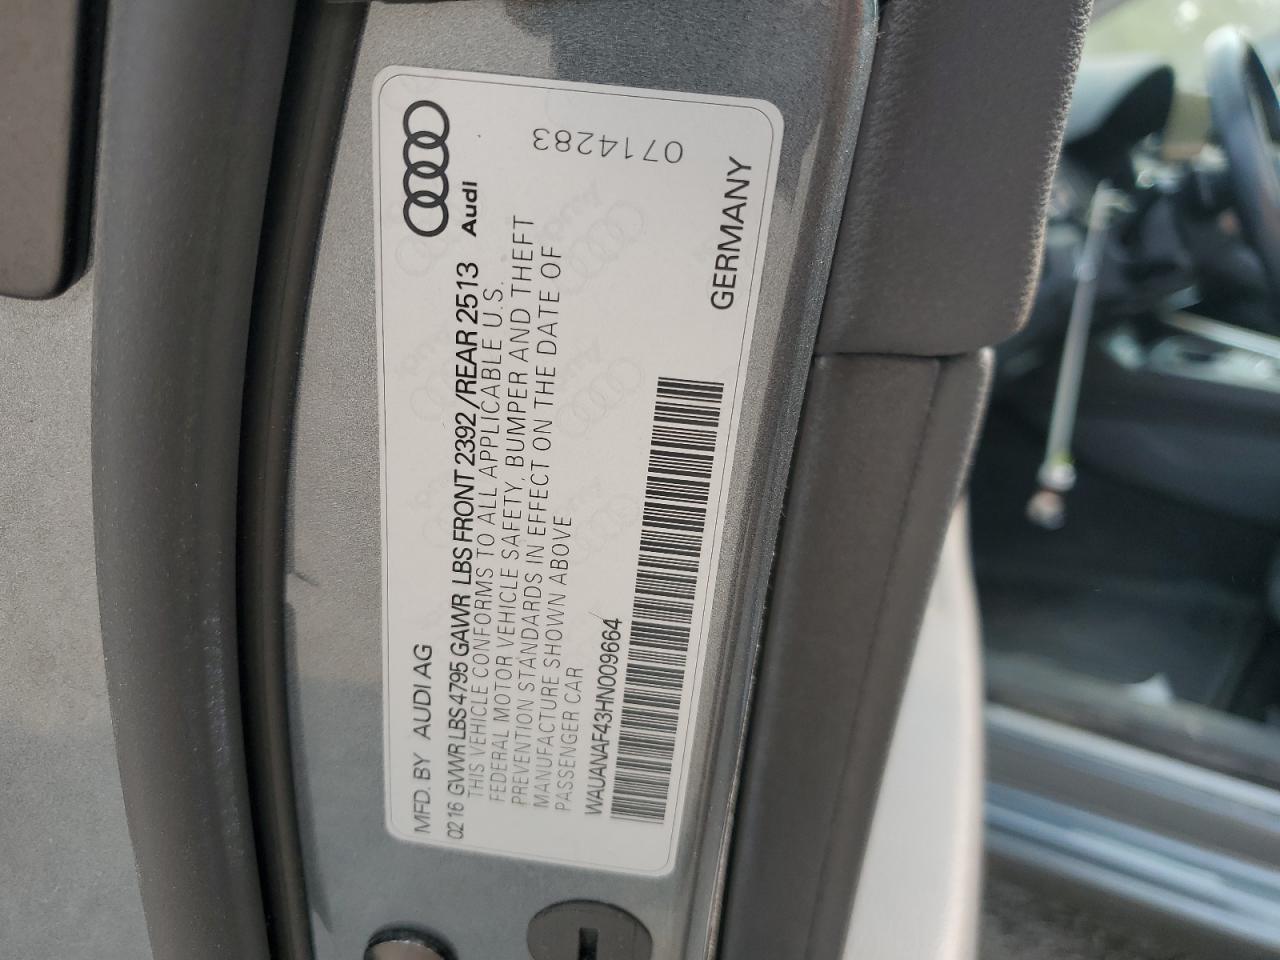 MFD. BY AUDI AG
02 16 GVWR LBS 4795 GAWR LBS FRONT 2392 / REAR 2513
Audi
THIS VEHICLE CONFORMS TO ALL APPLICABLE U.S.
FEDERAL MOTOR VEHICLE SAFETY, BUMPER AND THEFT
PREVENTION STANDARDS IN EFFECT ON THE DATE OF
MANUFACTURE SHOWN ABOVE
PASSENGER CAR
WAUANAF43HN009664
GERMANY
0714283